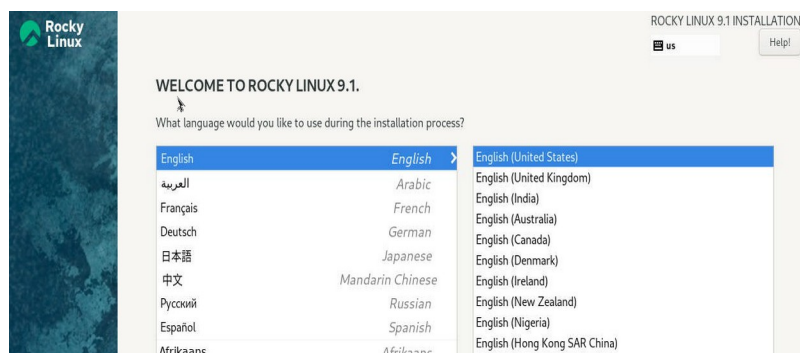 Rocky
Linux
ROCKY LINUX 9.1 INSTALLATION
us
Help!
WELCOME TO ROCKY LINUX 9.1.
What language would you like to use during the installation process?
English English
العربية Arabic
Français French
Deutsch German
日本語 Japanese
中文 Mandarin Chinese
Русский Russian
Español Spanish
Afrikaans Afrikaans
English (United States)
English (United Kingdom)
English (India)
English (Australia)
English (Canada)
English (Denmark)
English (Ireland)
English (New Zealand)
English (Nigeria)
English (Hong Kong SAR China)